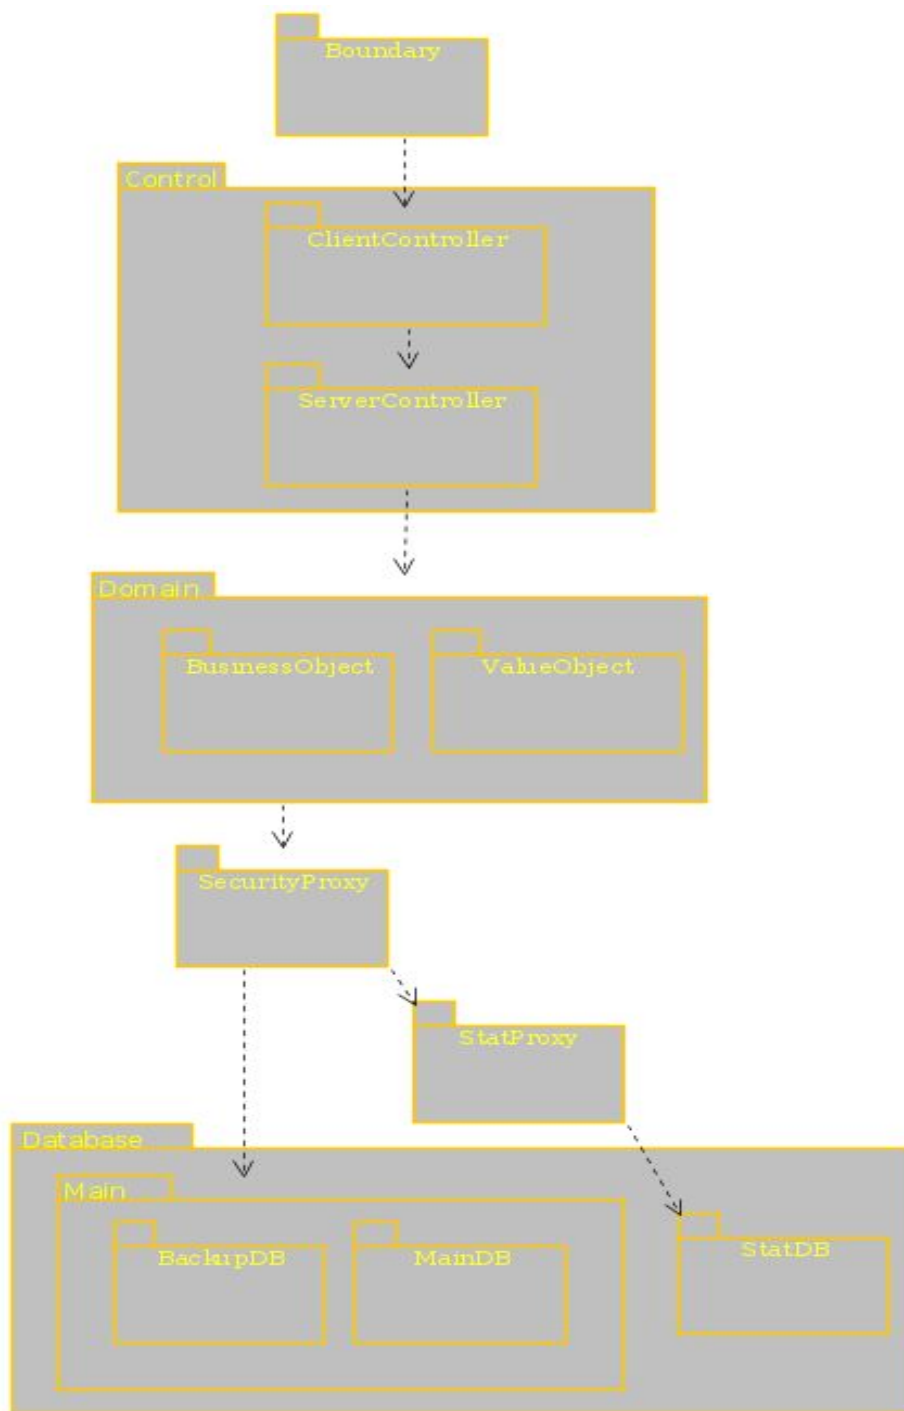 Boundary
Control
ClientController
ServerController
Domain
BusinessObject
ValueObject
SecurityProxy
StatProxy
Database
Main
BackupDB
MainDB
StatDB